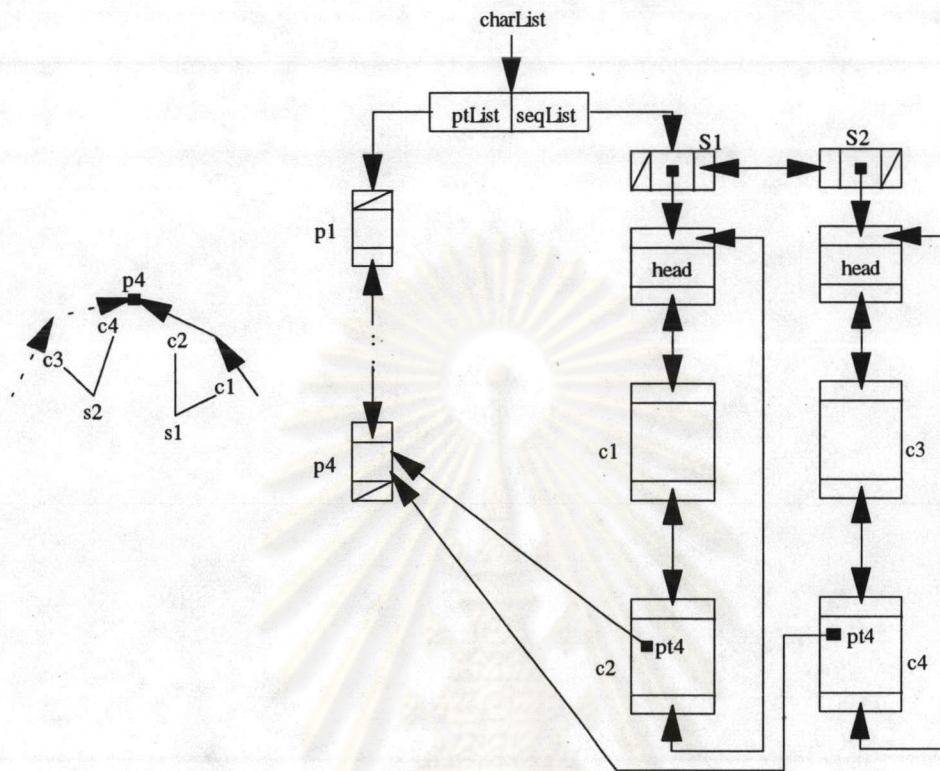 charList
ptList seqList
S1
S2
p1
head
head
p4
c4
c2
c3
c1
s2
s1
p4
c1
c3
pt4
pt4
c2
c4